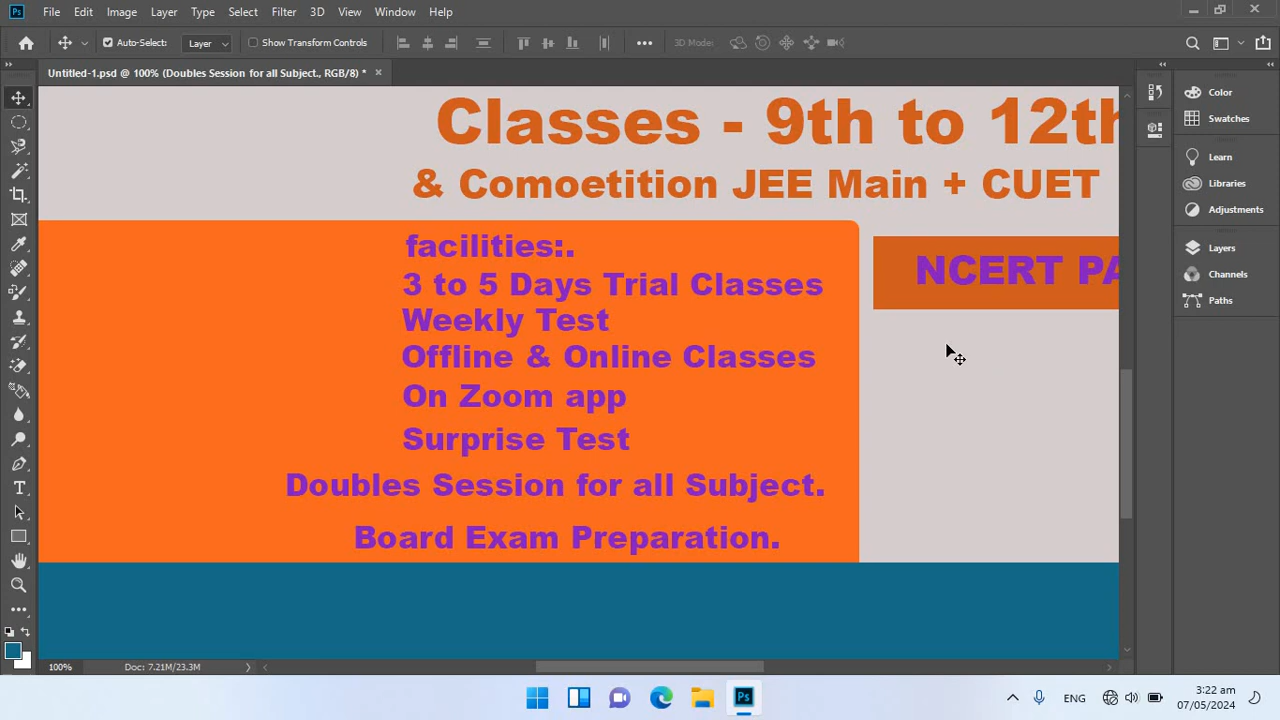 File Edit Image Layer Type Select Filter 3D View Window Help
Auto-Select: Layer Show Transform Controls 3D Mode:
Untitled-1.psd @ 100% (Doubles Session for all Subject., RGB/8) *
Classes - 9th to 12th
& Comoetition JEE Main + CUET
facilities:.
3 to 5 Days Trial Classes
Weekly Test
Offline & Online Classes
On Zoom app
Surprise Test
Doubles Session for all Subject.
Board Exam Preparation.
NCERT PA
Color
Swatches
Learn
Libraries
Adjustments
Layers
Channels
Paths
100% Doc: 7.21M/23.3M
ENG
3:22 am
07/05/2024